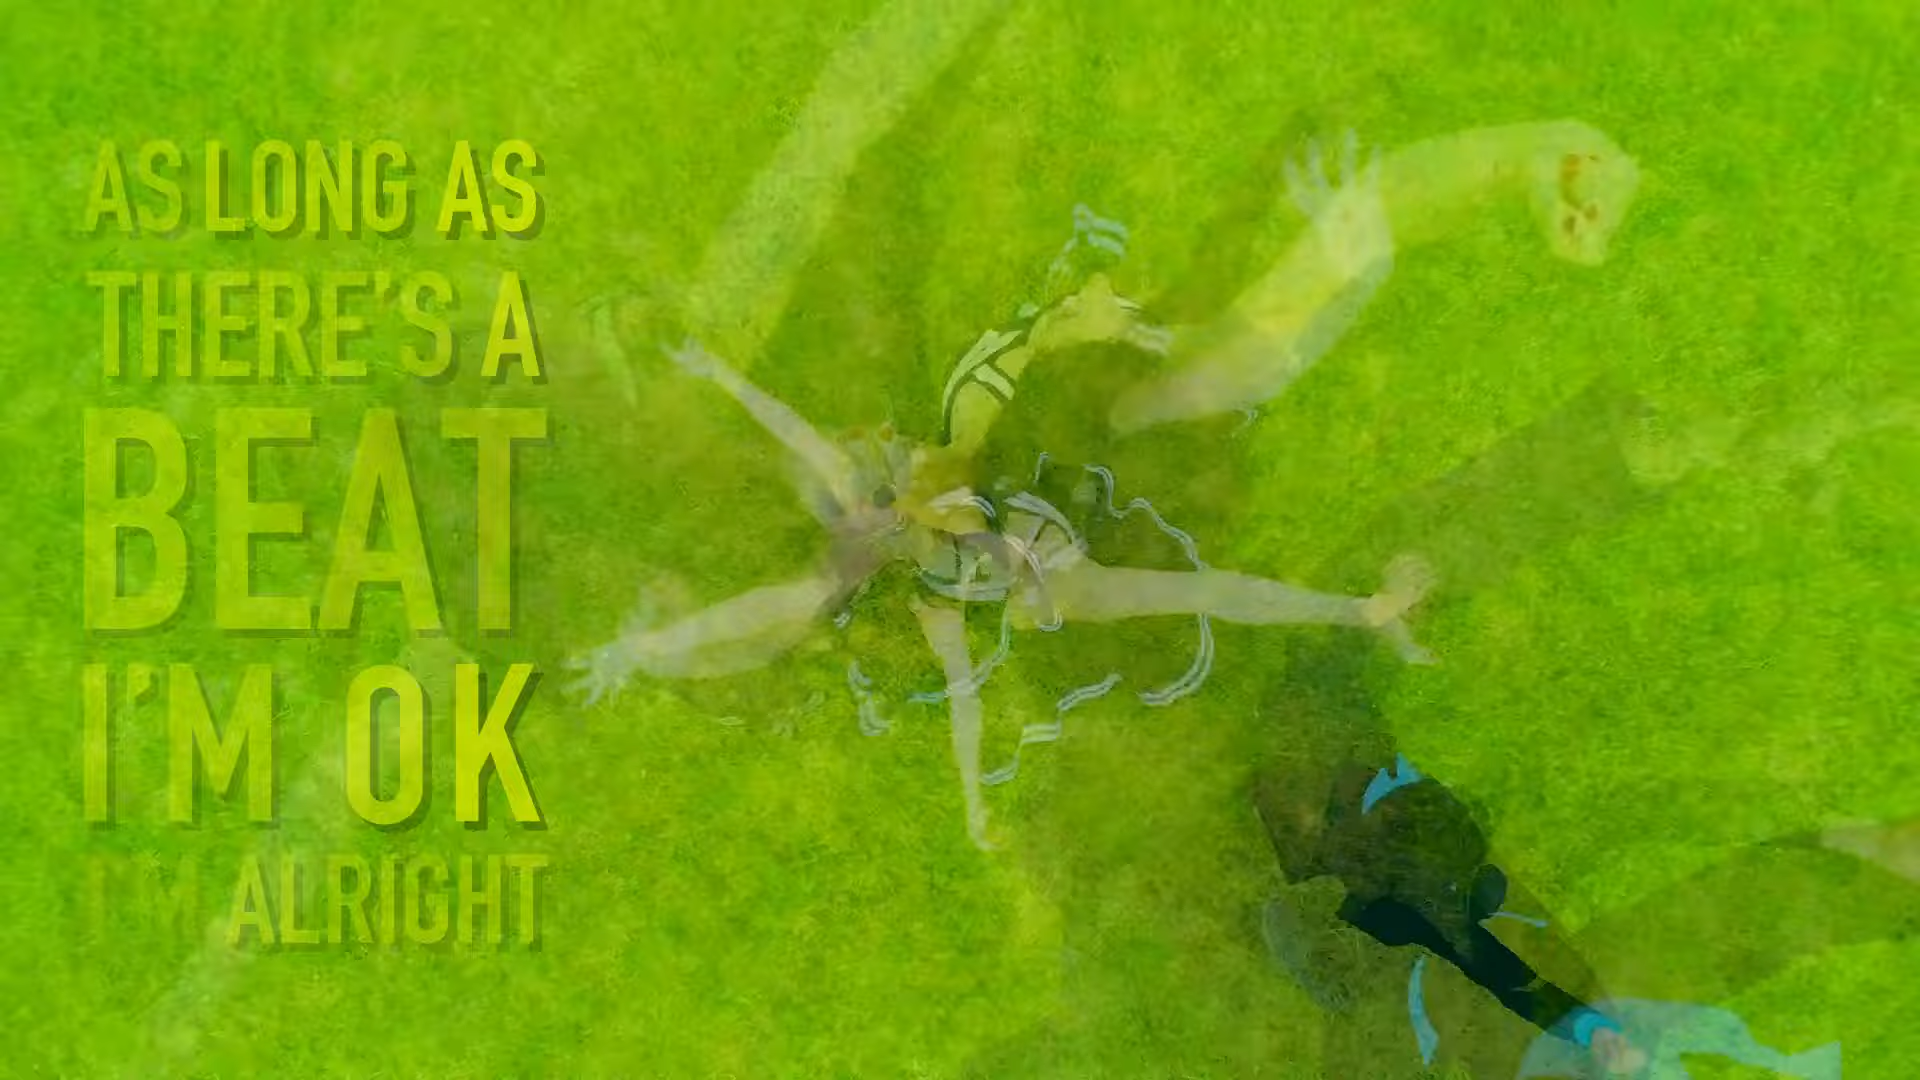 AS LONG AS
THERE'S A
BEAT
I'M OK
I'M ALRIGHT